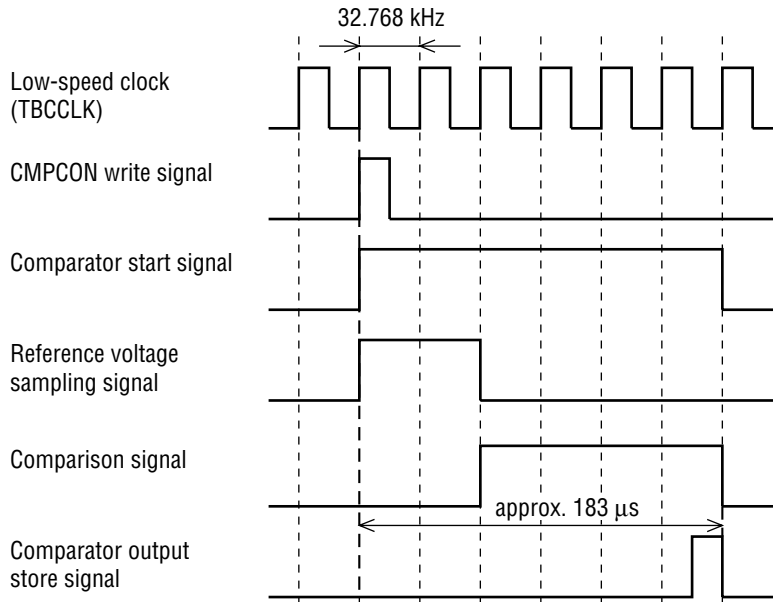 32.768 kHz
Low-speed clock
(TBCCLK)
CMPCON write signal
Comparator start signal
Reference voltage
sampling signal
Comparison signal
approx. 183 μs
Comparator output
store signal